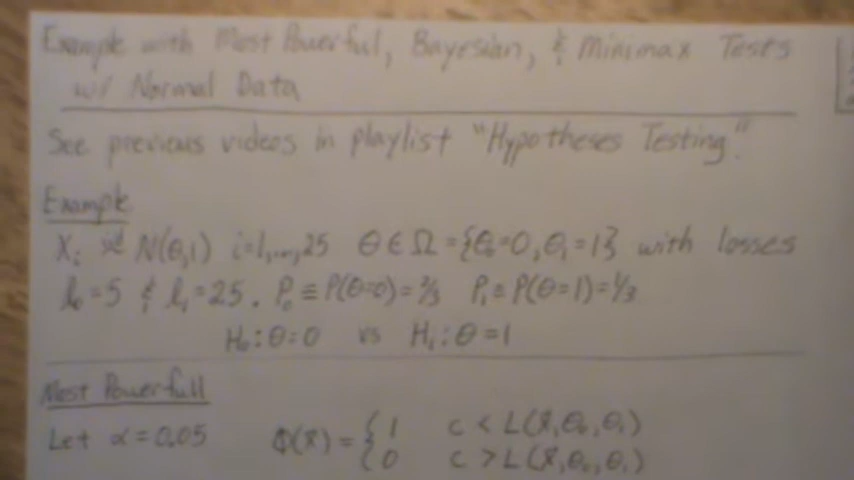 Example with Most Powerful, Bayesian, & Minimax Tests
w/ Normal Data
See previous videos in playlist "Hypotheses Testing".
Example
Xᵢ iid N(θ,1) i=1,...,25 θ ∈ Ω = {θ₀=0, θ₁=1} with losses
l₀=5 & l₁=25. P₀ ≡ P(θ=0)=2/3 P₁ ≡ P(θ=1)=1/3
H₀: θ=0 vs H₁: θ=1
Most Powerfull
Let α=0.05 Φ(x̰) = { 1 c < L(x̰, θ₀, θ₁)
{ 0 c > L(x̰, θ₀, θ₁)